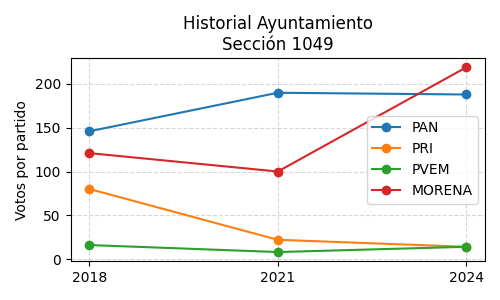 Historial Ayuntamiento
Sección 1049
Votos por partido
200
150
100
50
0
2018
2021
2024
PAN
PRI
PVEM
MORENA